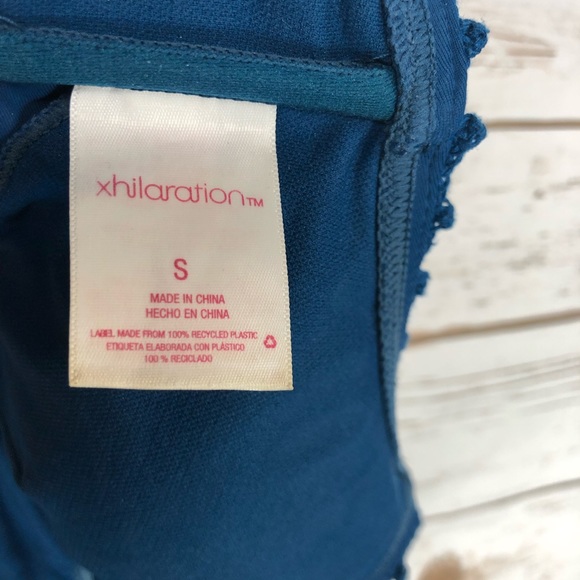 xhilaration™
S
MADE IN CHINA
HECHO EN CHINA
LABEL MADE FROM 100% RECYCLED PLASTIC
ETIQUETA ELABORADA CON PLÁSTICO
100 % RECICLADO